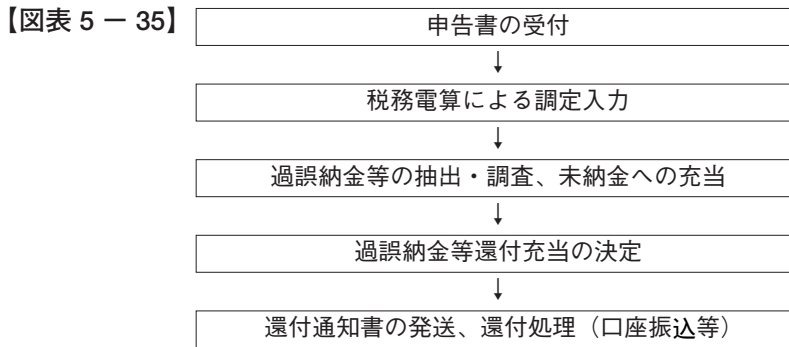 【図表 5 － 35】
申告書の受付
↓
税務電算による調定入力
↓
過誤納金等の抽出・調査、未納金への充当
↓
過誤納金等還付充当の決定
↓
還付通知書の発送、還付処理（口座振込等）